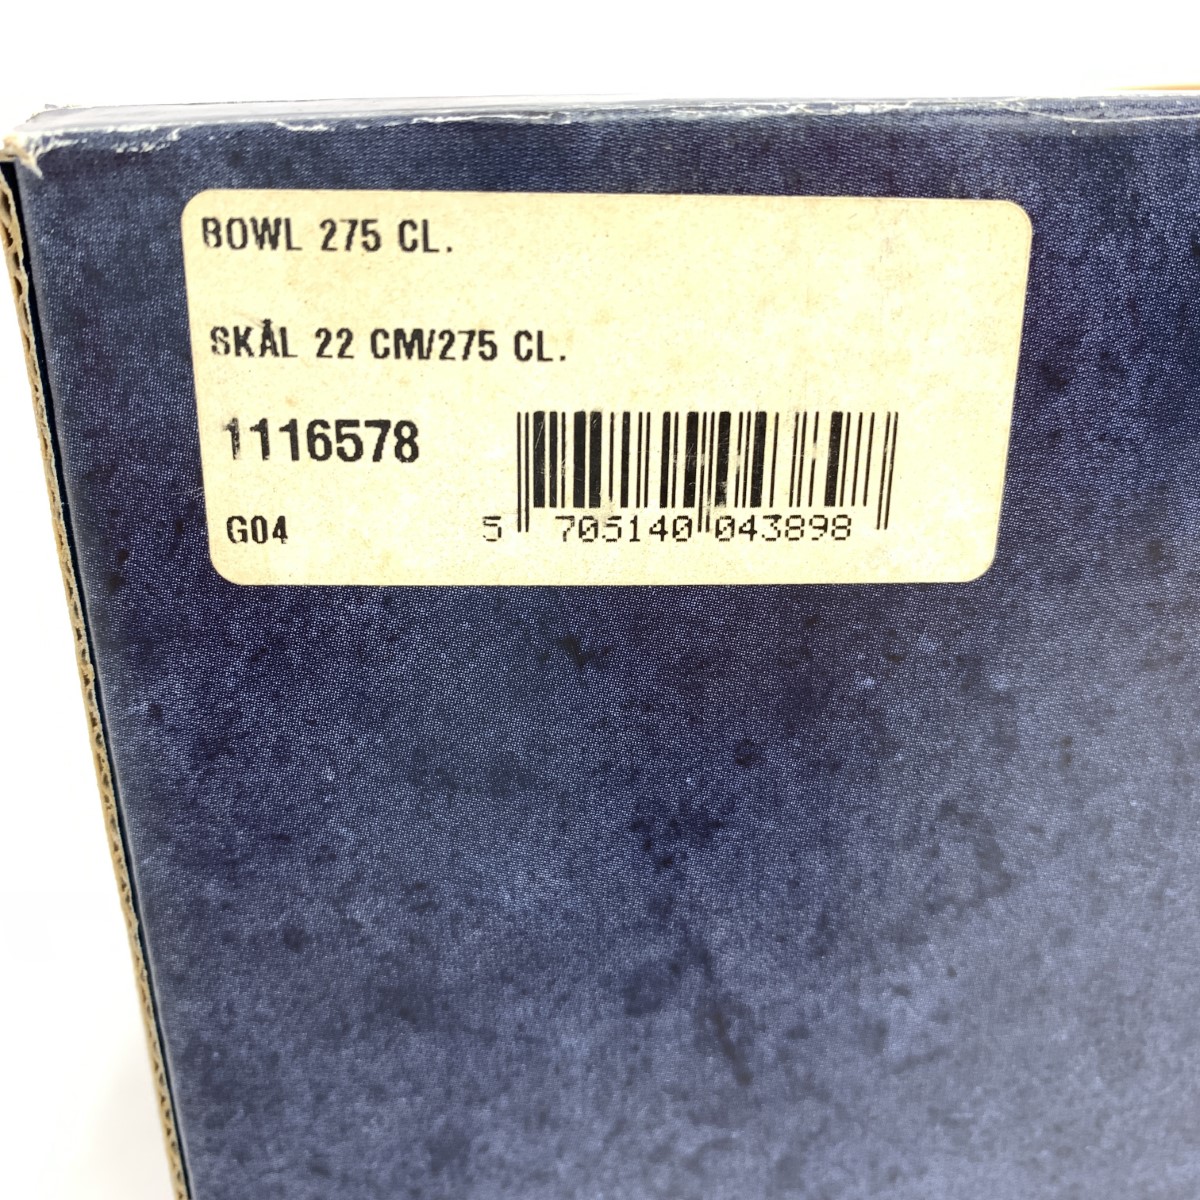 BOWL 275 CL.
SKÅL 22 CM/275 CL.
1116578
G04
5 705140 043898